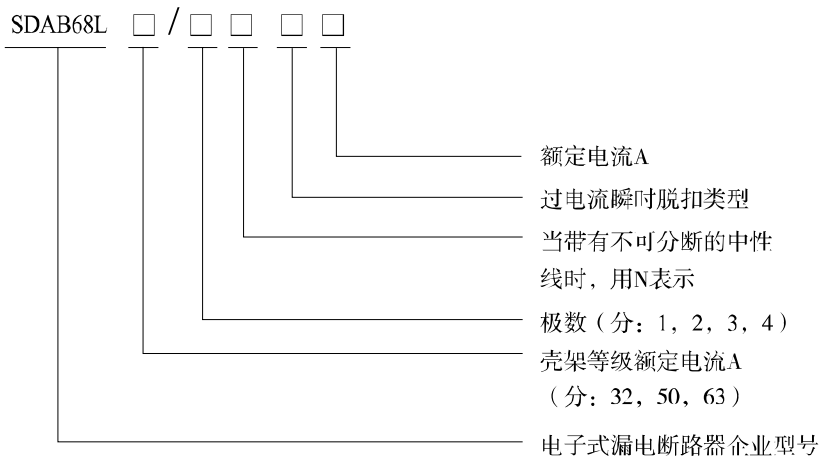 SDAB68L □ / □ □ □ □
额定电流A
过电流瞬时脱扣类型
当带有不可分断的中性
线时，用N表示
极数（分：1，2，3，4）
壳架等级额定电流A
（分：32，50，63）
电子式漏电断路器企业型号